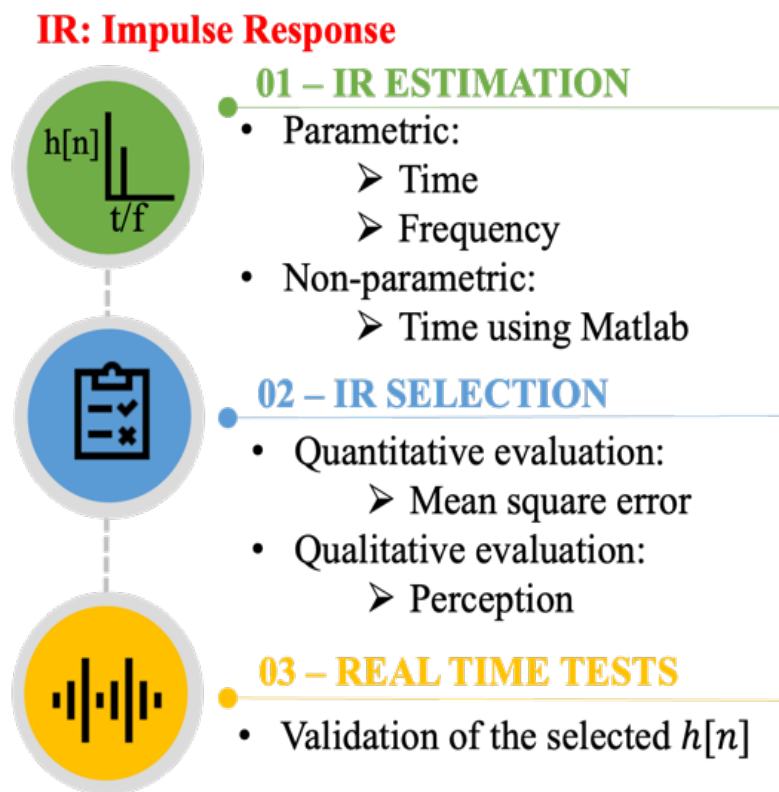 IR: Impulse Response
01 – IR ESTIMATION
h[n]
t/f
• Parametric:
➤ Time
➤ Frequency
• Non-parametric:
➤ Time using Matlab
02 – IR SELECTION
• Quantitative evaluation:
➤ Mean square error
• Qualitative evaluation:
➤ Perception
03 – REAL TIME TESTS
• Validation of the selected h[n]